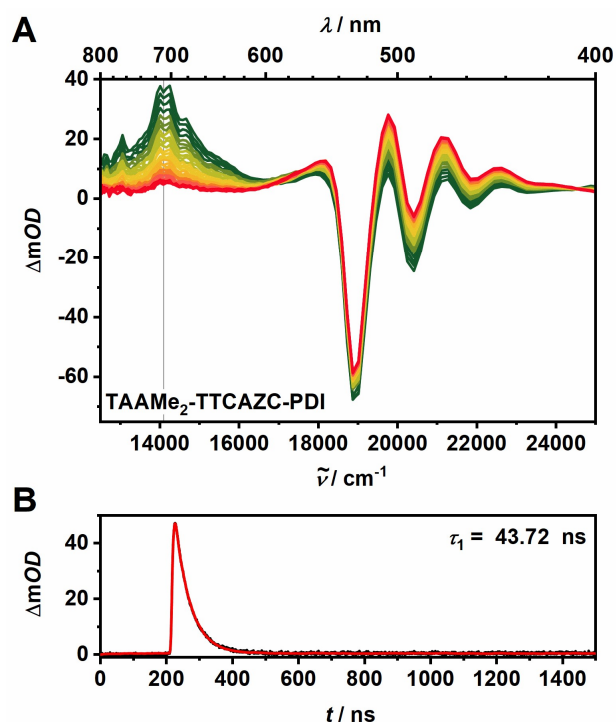 A
λ / nm
800 700 600 500 400
40
20
0
-20
-40
-60
ΔmOD
TAAMe₂-TTCAZC-PDI
14000 16000 18000 20000 22000 24000
ν̃ / cm⁻¹
B
τ₁ = 43.72 ns
40
20
0
ΔmOD
0 200 400 600 800 1000 1200 1400
t / ns